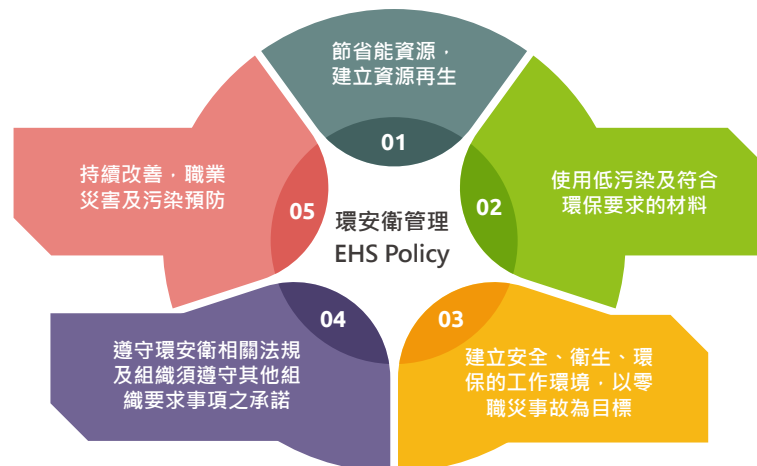 節省能資源，
建立資源再生
01
使用低污染及符合
環保要求的材料
02
建立安全、衛生、環
保的工作環境，以零
職災事故為目標
03
遵守環安衛相關法規
及組織須遵守其他組
織要求事項之承諾
04
持續改善，職業
災害及污染預防
05
環安衛管理
EHS Policy